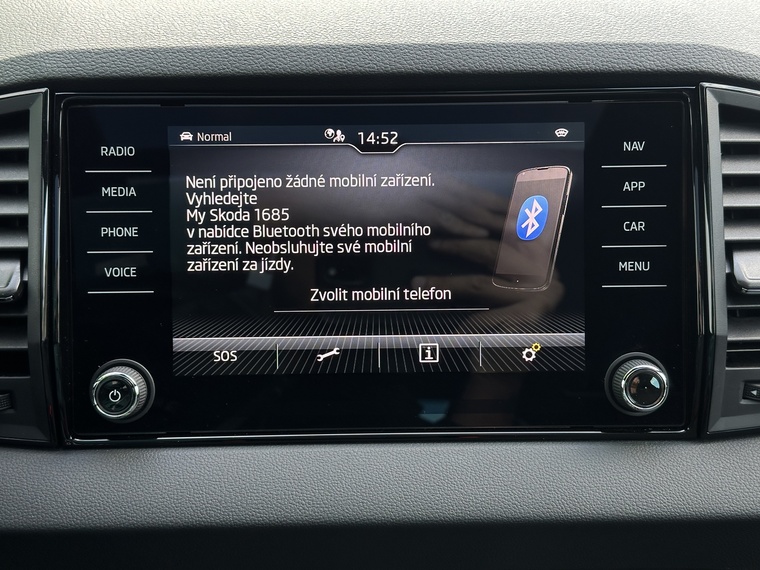 Normal
14:52
RADIO
MEDIA
PHONE
VOICE
Není připojeno žádné mobilní zařízení.
Vyhledejte
My Skoda 1685
v nabídce Bluetooth svého mobilního
zařízení. Neobsluhujte své mobilní
zařízení za jízdy.
Zvolit mobilní telefon
SOS
i
NAV
APP
CAR
MENU